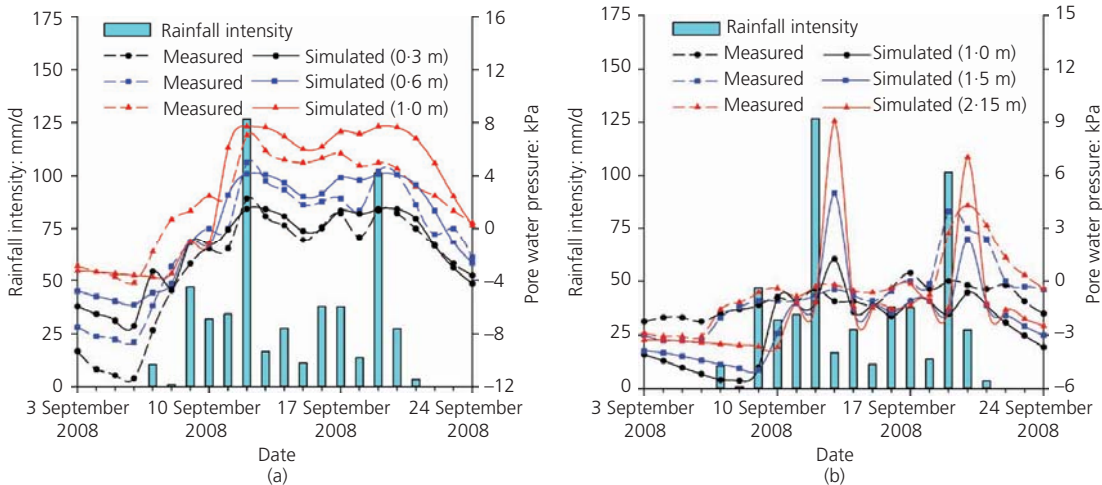 175
150
125
100
75
50
25
0
Rainfall intensity: mm/d
Rainfall intensity
Measured Simulated (0·3 m)
Measured Simulated (0·6 m)
Measured Simulated (1·0 m)
16
12
8
4
0
−4
−8
−12
Pore water pressure: kPa
3 September 10 September 17 September 24 September
2008 2008 2008 2008
Date
(a)
175
150
125
100
75
50
25
0
Rainfall intensity: mm/d
Rainfall intensity
Measured Simulated (1·0 m)
Measured Simulated (1·5 m)
Measured Simulated (2·15 m)
15
12
9
6
3
0
−3
−6
Pore water pressure: kPa
3 September 10 September 17 September 24 September
2008 2008 2008 2008
Date
(b)